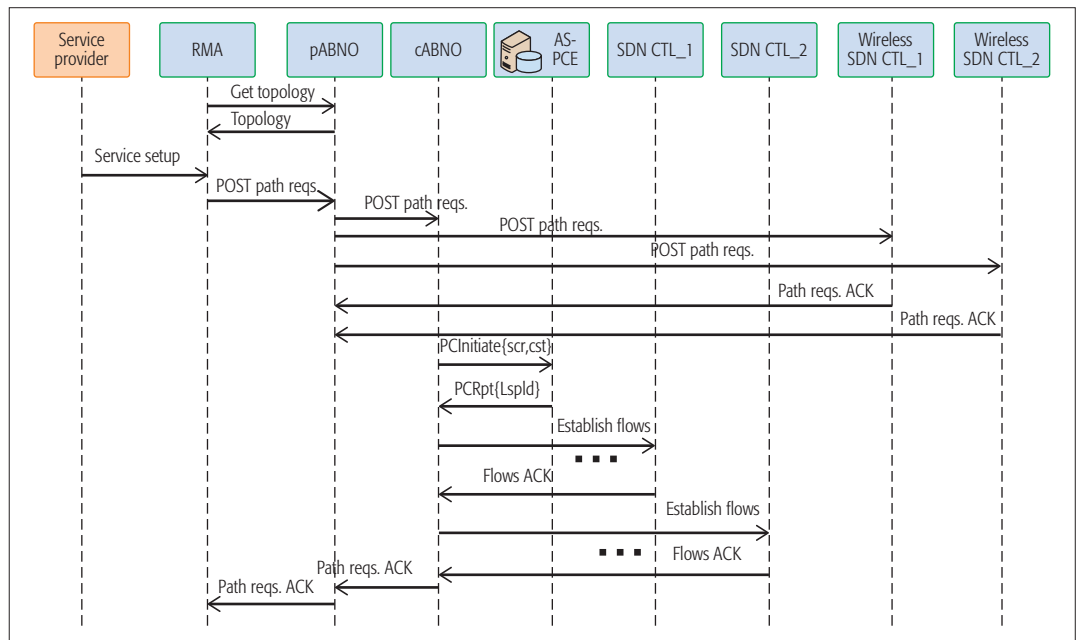 Service
provider
RMA
pABNO
cABNO
AS-
PCE
SDN CTL_1
SDN CTL_2
Wireless
SDN CTL_1
Wireless
SDN CTL_2
Get topology
Topology
Service setup
POST path reqs.
POST path reqs.
POST path reqs.
POST path reqs.
Path reqs. ACK
Path reqs. ACK
PCInitiate{scr,cst}
PCRpt{LspId}
Establish flows
Flows ACK
Establish flows
Flows ACK
Path reqs. ACK
Path reqs. ACK